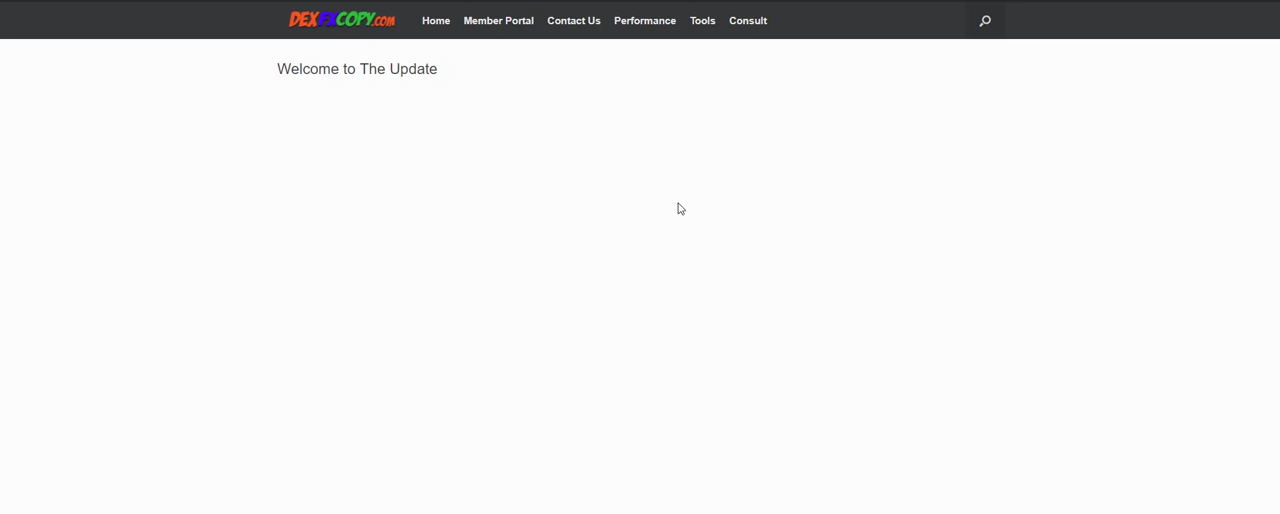 DEXFXCOPY.COM Home Member Portal Contact Us Performance Tools Consult
Welcome to The Update